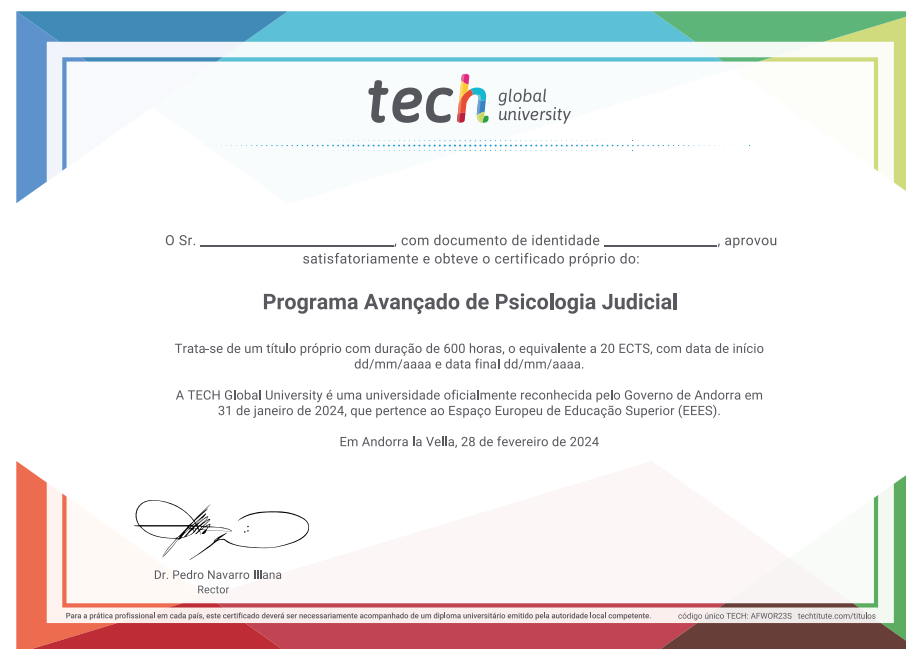 tech global university
O Sr. ____________________, com documento de identidade ____________, aprovou
satisfatoriamente e obteve o certificado próprio do:
Programa Avançado de Psicologia Judicial
Trata-se de um título próprio com duração de 600 horas, o equivalente a 20 ECTS, com data de início
dd/mm/aaaa e data final dd/mm/aaaa.
A TECH Global University é uma universidade oficialmente reconhecida pelo Governo de Andorra em
31 de janeiro de 2024, que pertence ao Espaço Europeu de Educação Superior (EEES).
Em Andorra la Vella, 28 de fevereiro de 2024
Dr. Pedro Navarro Illana
Rector
Para a prática profissional em cada país, este certificado deverá ser necessariamente acompanhado de um diploma universitário emitido pela autoridade local competente. código único TECH: AFWOR23S techtitute.com/titulos